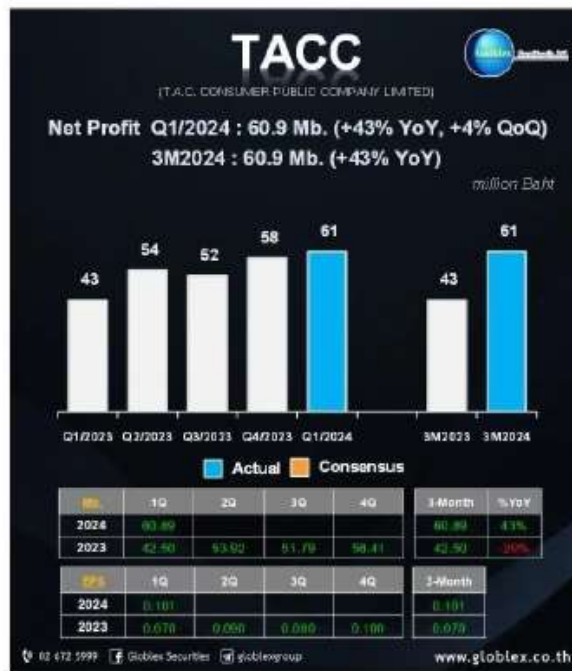 TACC
(T.A.C. CONSUMER PUBLIC COMPANY LIMITED)
Net Profit Q1/2024 : 60.9 Mb. (+43% YoY, +4% QoQ)
3M2024 : 60.9 Mb. (+43% YoY)
million Baht
43 54 52 58 61 43 61
Q1/2023 Q2/2023 Q3/2023 Q4/2023 Q1/2024 3M2023 3M2024
Actual Consensus
Mb. 1Q 2Q 3Q 4Q 3-Month %YoY
2024 60.89 60.89 43%
2023 42.50 53.92 51.79 58.41 42.50
EPS 1Q 2Q 3Q 4Q 3-Month
2024 0.101 0.101
2023 0.070 0.090 0.080 0.100 0.070
02 672 5999 Globlex Securities globlexgroup www.globlex.co.th